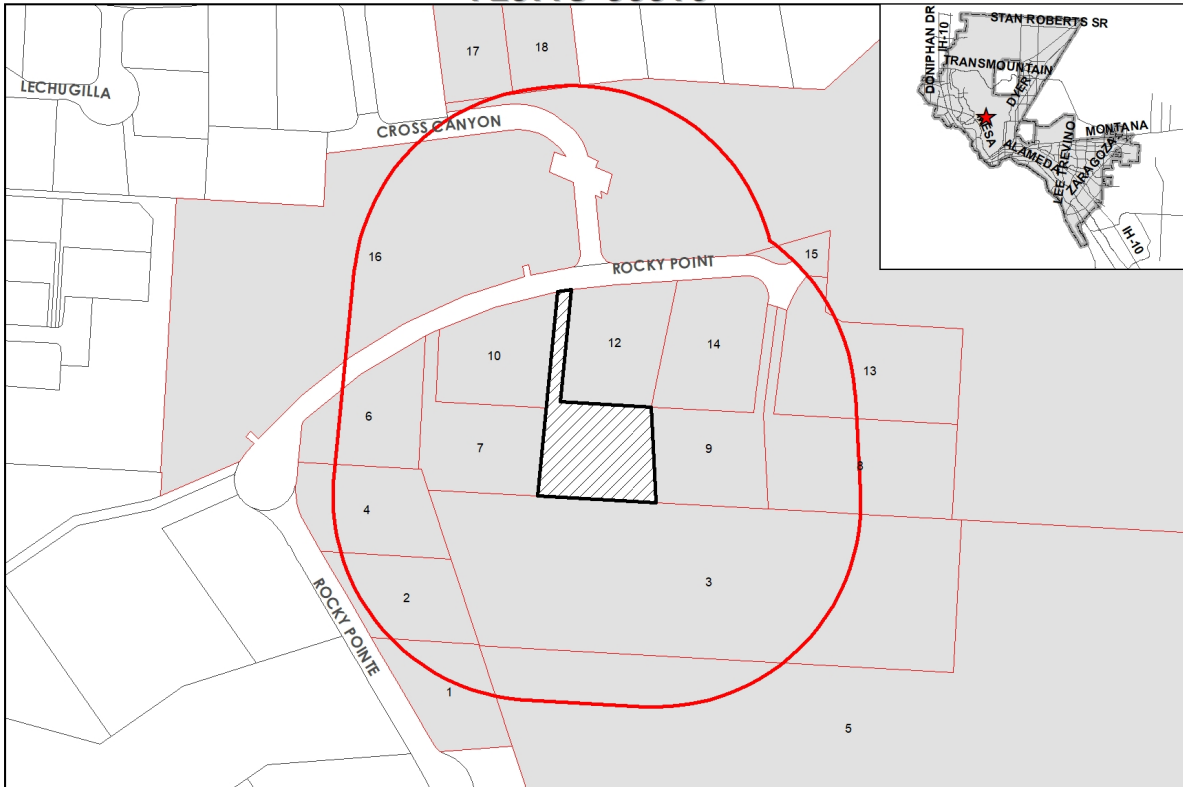 STAN ROBERTS SR
DONIPHAN DR
IH-10
TRANSMOUNTAIN
DYER
MESA
MONTANA
ALAMEDA
LEE TREVINO
ZARAGOZA
IH-10
17
18
LECHUGILLA
CROSS CANYON
16
ROCKY POINT
15
10
12
14
13
6
7
9
8
4
3
2
ROCKY POINTE
1
5